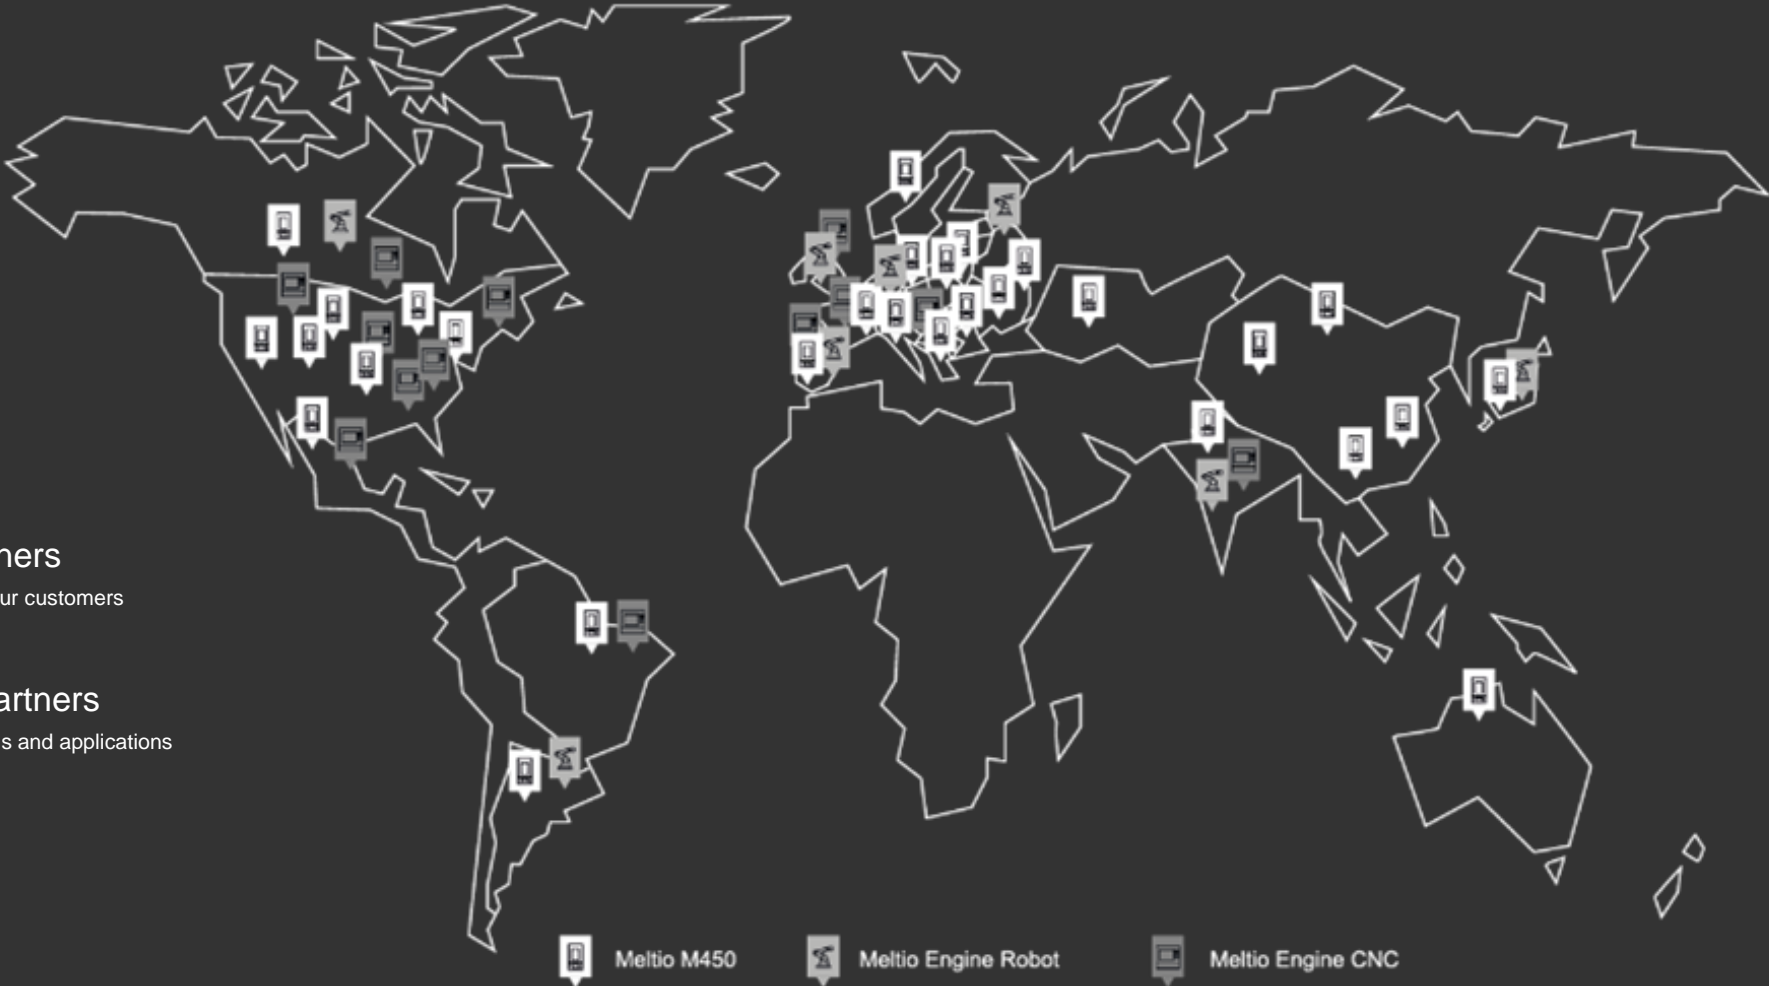 ners
ur customers
artners
s and applications
Meltio M450
Meltio Engine Robot
Meltio Engine CNC